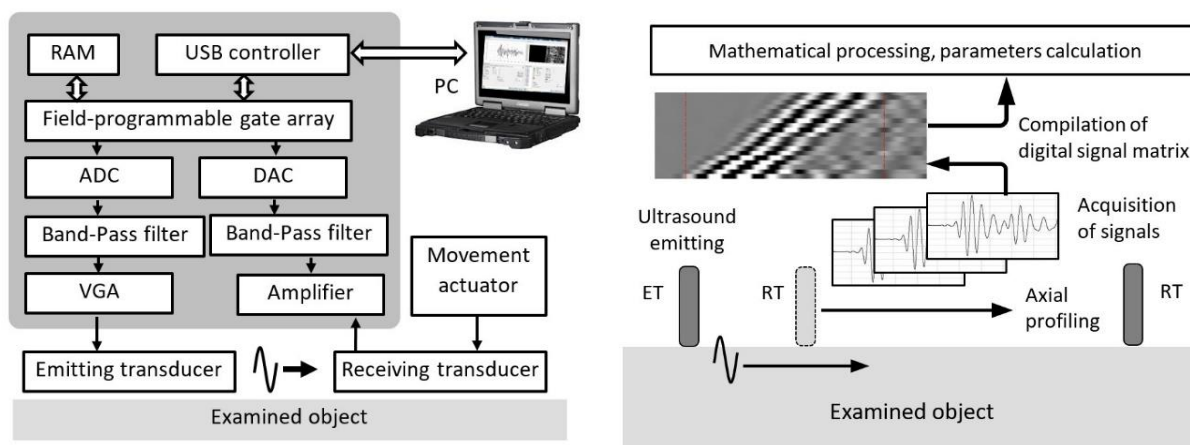 RAM
USB controller
PC
Field-programmable gate array
ADC
DAC
Band-Pass filter
Band-Pass filter
VGA
Amplifier
Movement
actuator
Emitting transducer
Receiving transducer
Examined object
Mathematical processing, parameters calculation
Compilation of
digital signal matrix
Ultrasound
emitting
Acquisition
of signals
ET
RT
Axial
profiling
RT
Examined object